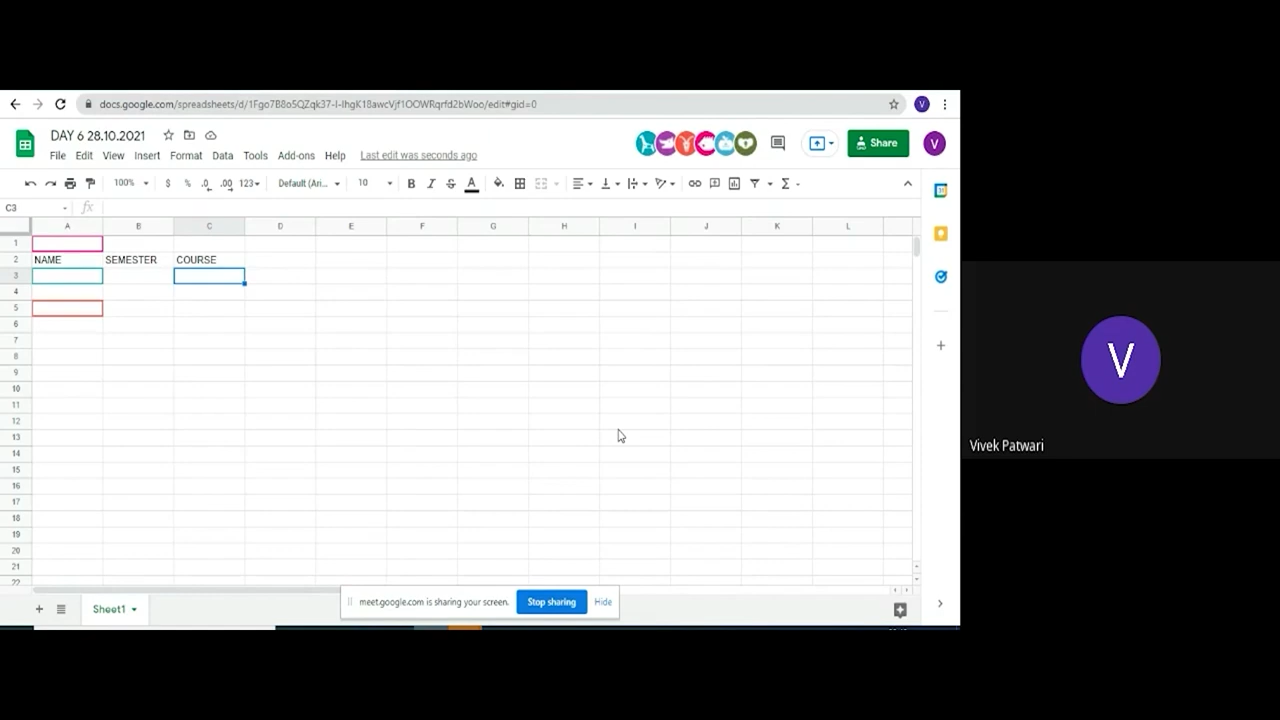 docs.google.com/spreadsheets/d/1Fgo7B8o5QZqk37-I-IhgK18awcVjf1OOWRqrfd2bWoo/edit#gid=0
V
DAY 6 28.10.2021
Share
V
File Edit View Insert Format Data Tools Add-ons Help Last edit was seconds ago
100% $ % .0 .00 123 Default (Ari... 10 B I S A
C3 fx
A B C D E F G H I J K L
1
2 NAME SEMESTER COURSE
3
4
5
6
7
8
9
10
11
12
13
14
15
16
17
18
19
20
21
22
V
Vivek Patwari
meet.google.com is sharing your screen. Stop sharing Hide
Sheet1